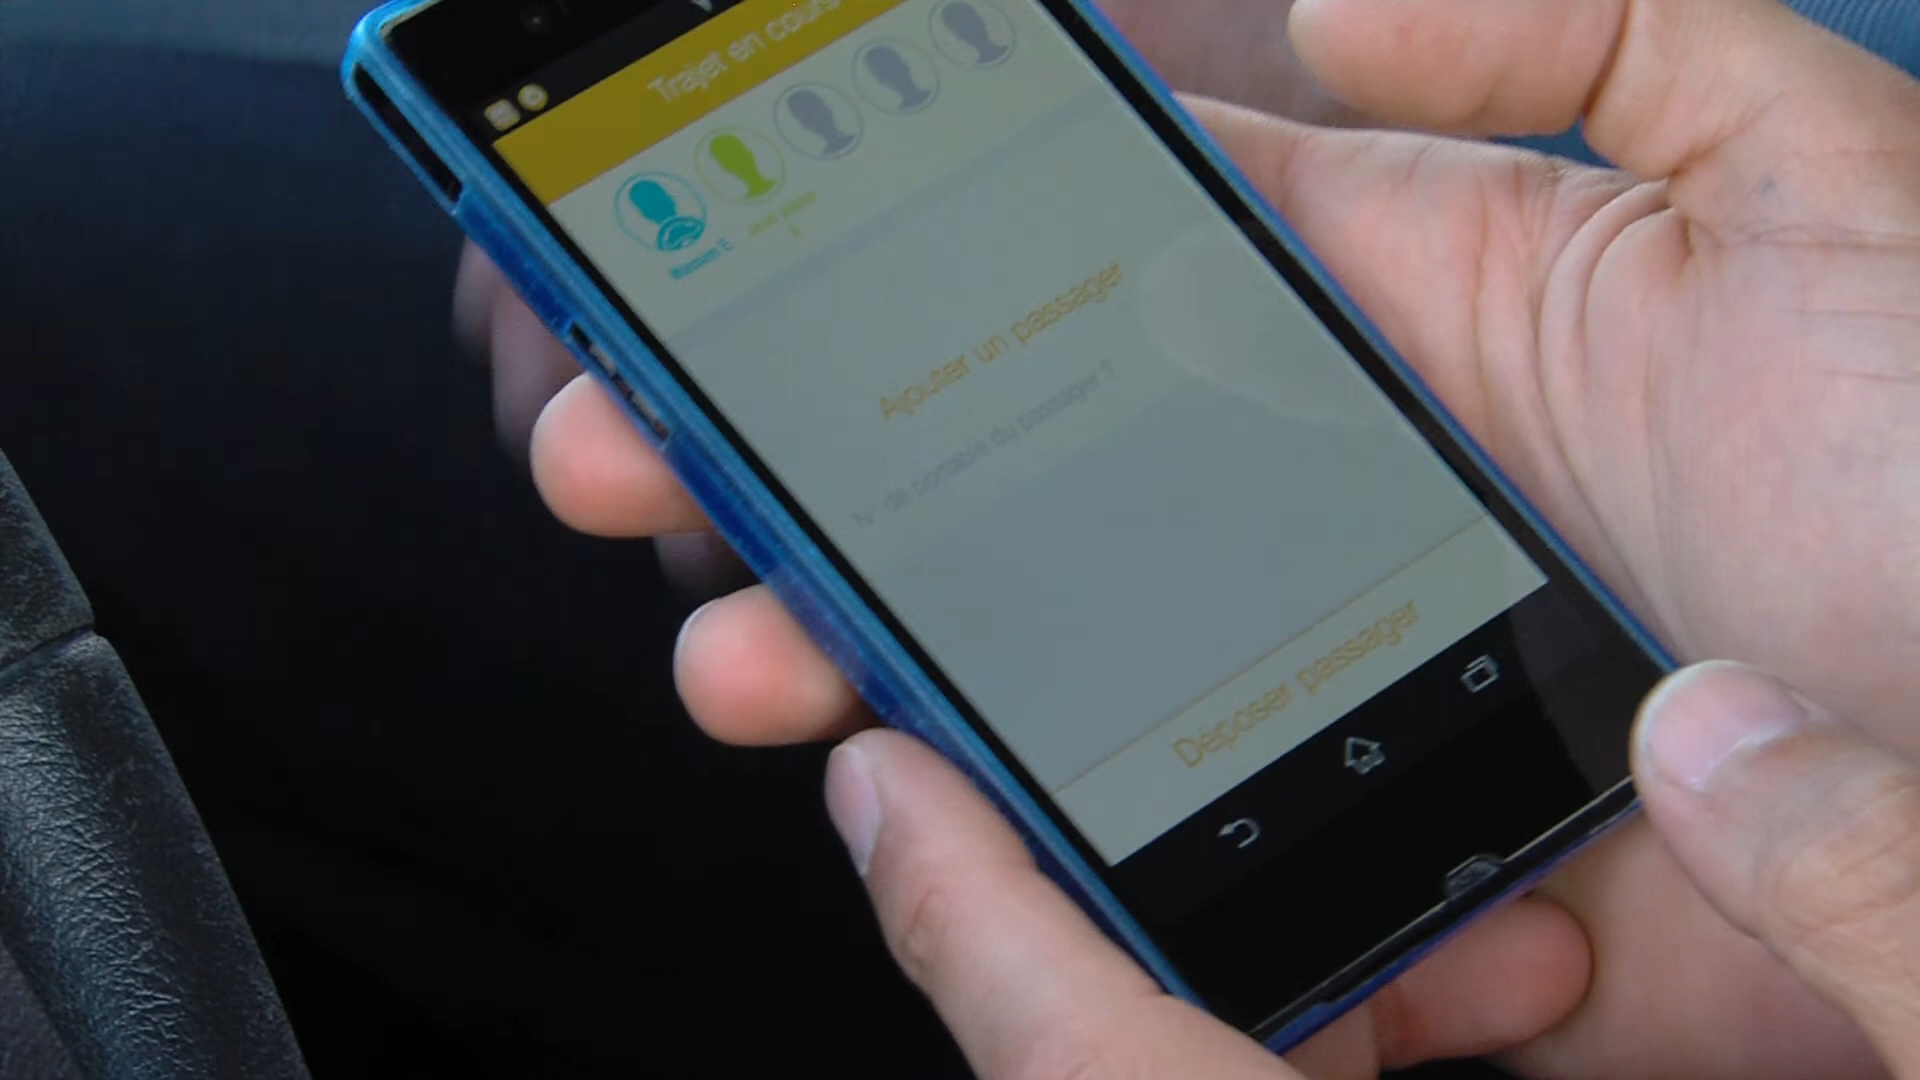 Trajet en cours
Ajouter un passager
N° de portable du passager ?
Déposer passager